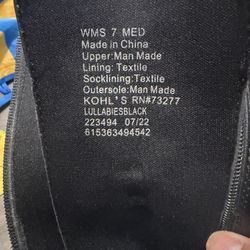 WMS 7 MED
Made in China
Upper:Man Made
Lining: Textile
Socklining:Textile
Outersole:Man Made
KOHL'S RN#73277
LULLABIESBLACK
223494 07/22
615363494542